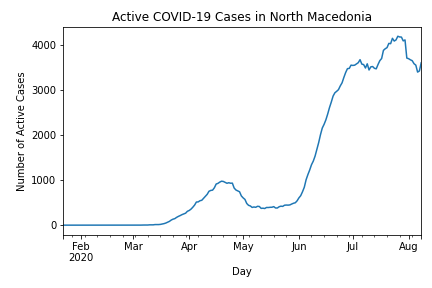 Active COVID-19 Cases in North Macedonia
Number of Active Cases
4000
3000
2000
1000
0
Feb Mar Apr May Jun Jul Aug
2020
Day